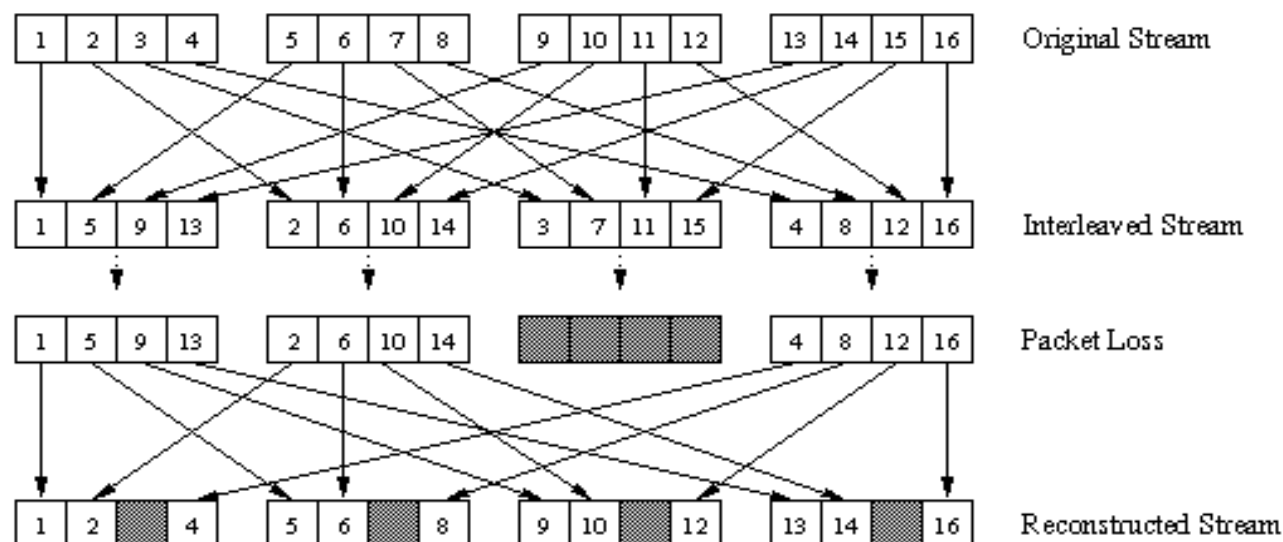 1 2 3 4 5 6 7 8 9 10 11 12 13 14 15 16 Original Stream
1 5 9 13 2 6 10 14 3 7 11 15 4 8 12 16 Interleaved Stream
1 5 9 13 2 6 10 14 4 8 12 16 Packet Loss
1 2 4 5 6 8 9 10 12 13 14 16 Reconstructed Stream